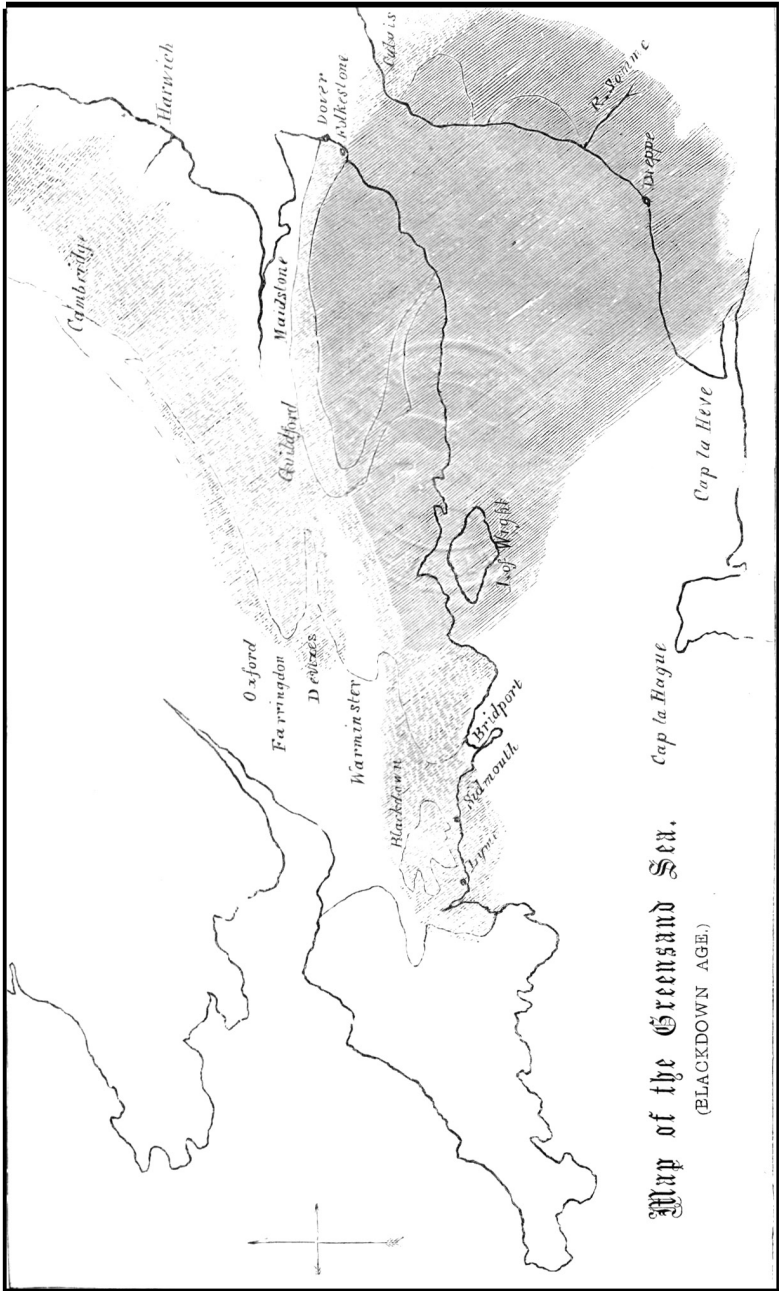 Harwich
Cambridge
Dover
Folkestone
Calais
R. Somme
Dieppe
Maidstone
Guildford
Oxford
Farringdon
Devizes
Warminster
I. of Wight
Cap la Heve
Cap la Hague
Blackdown
Bridport
Sidmouth
Lyme
Map of the Greensand Sea.
(BLACKDOWN AGE.)